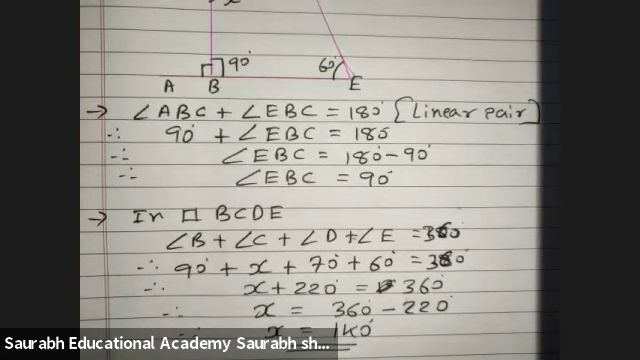 x
90°
60°
A B E
→ ∠ABC + ∠EBC = 180° [Linear pair]
∴ 90° + ∠EBC = 180
∴ ∠EBC = 180° - 90°
∴ ∠EBC = 90°
→ In □ BCDE
∠B + ∠C + ∠D + ∠E = 360°
∴ 90° + x + 70° + 60° = 360°
∴ x + 220° = 360°
∴ x = 360° - 220°
∴ x = 140°
Saurabh Educational Academy Saurabh sh...